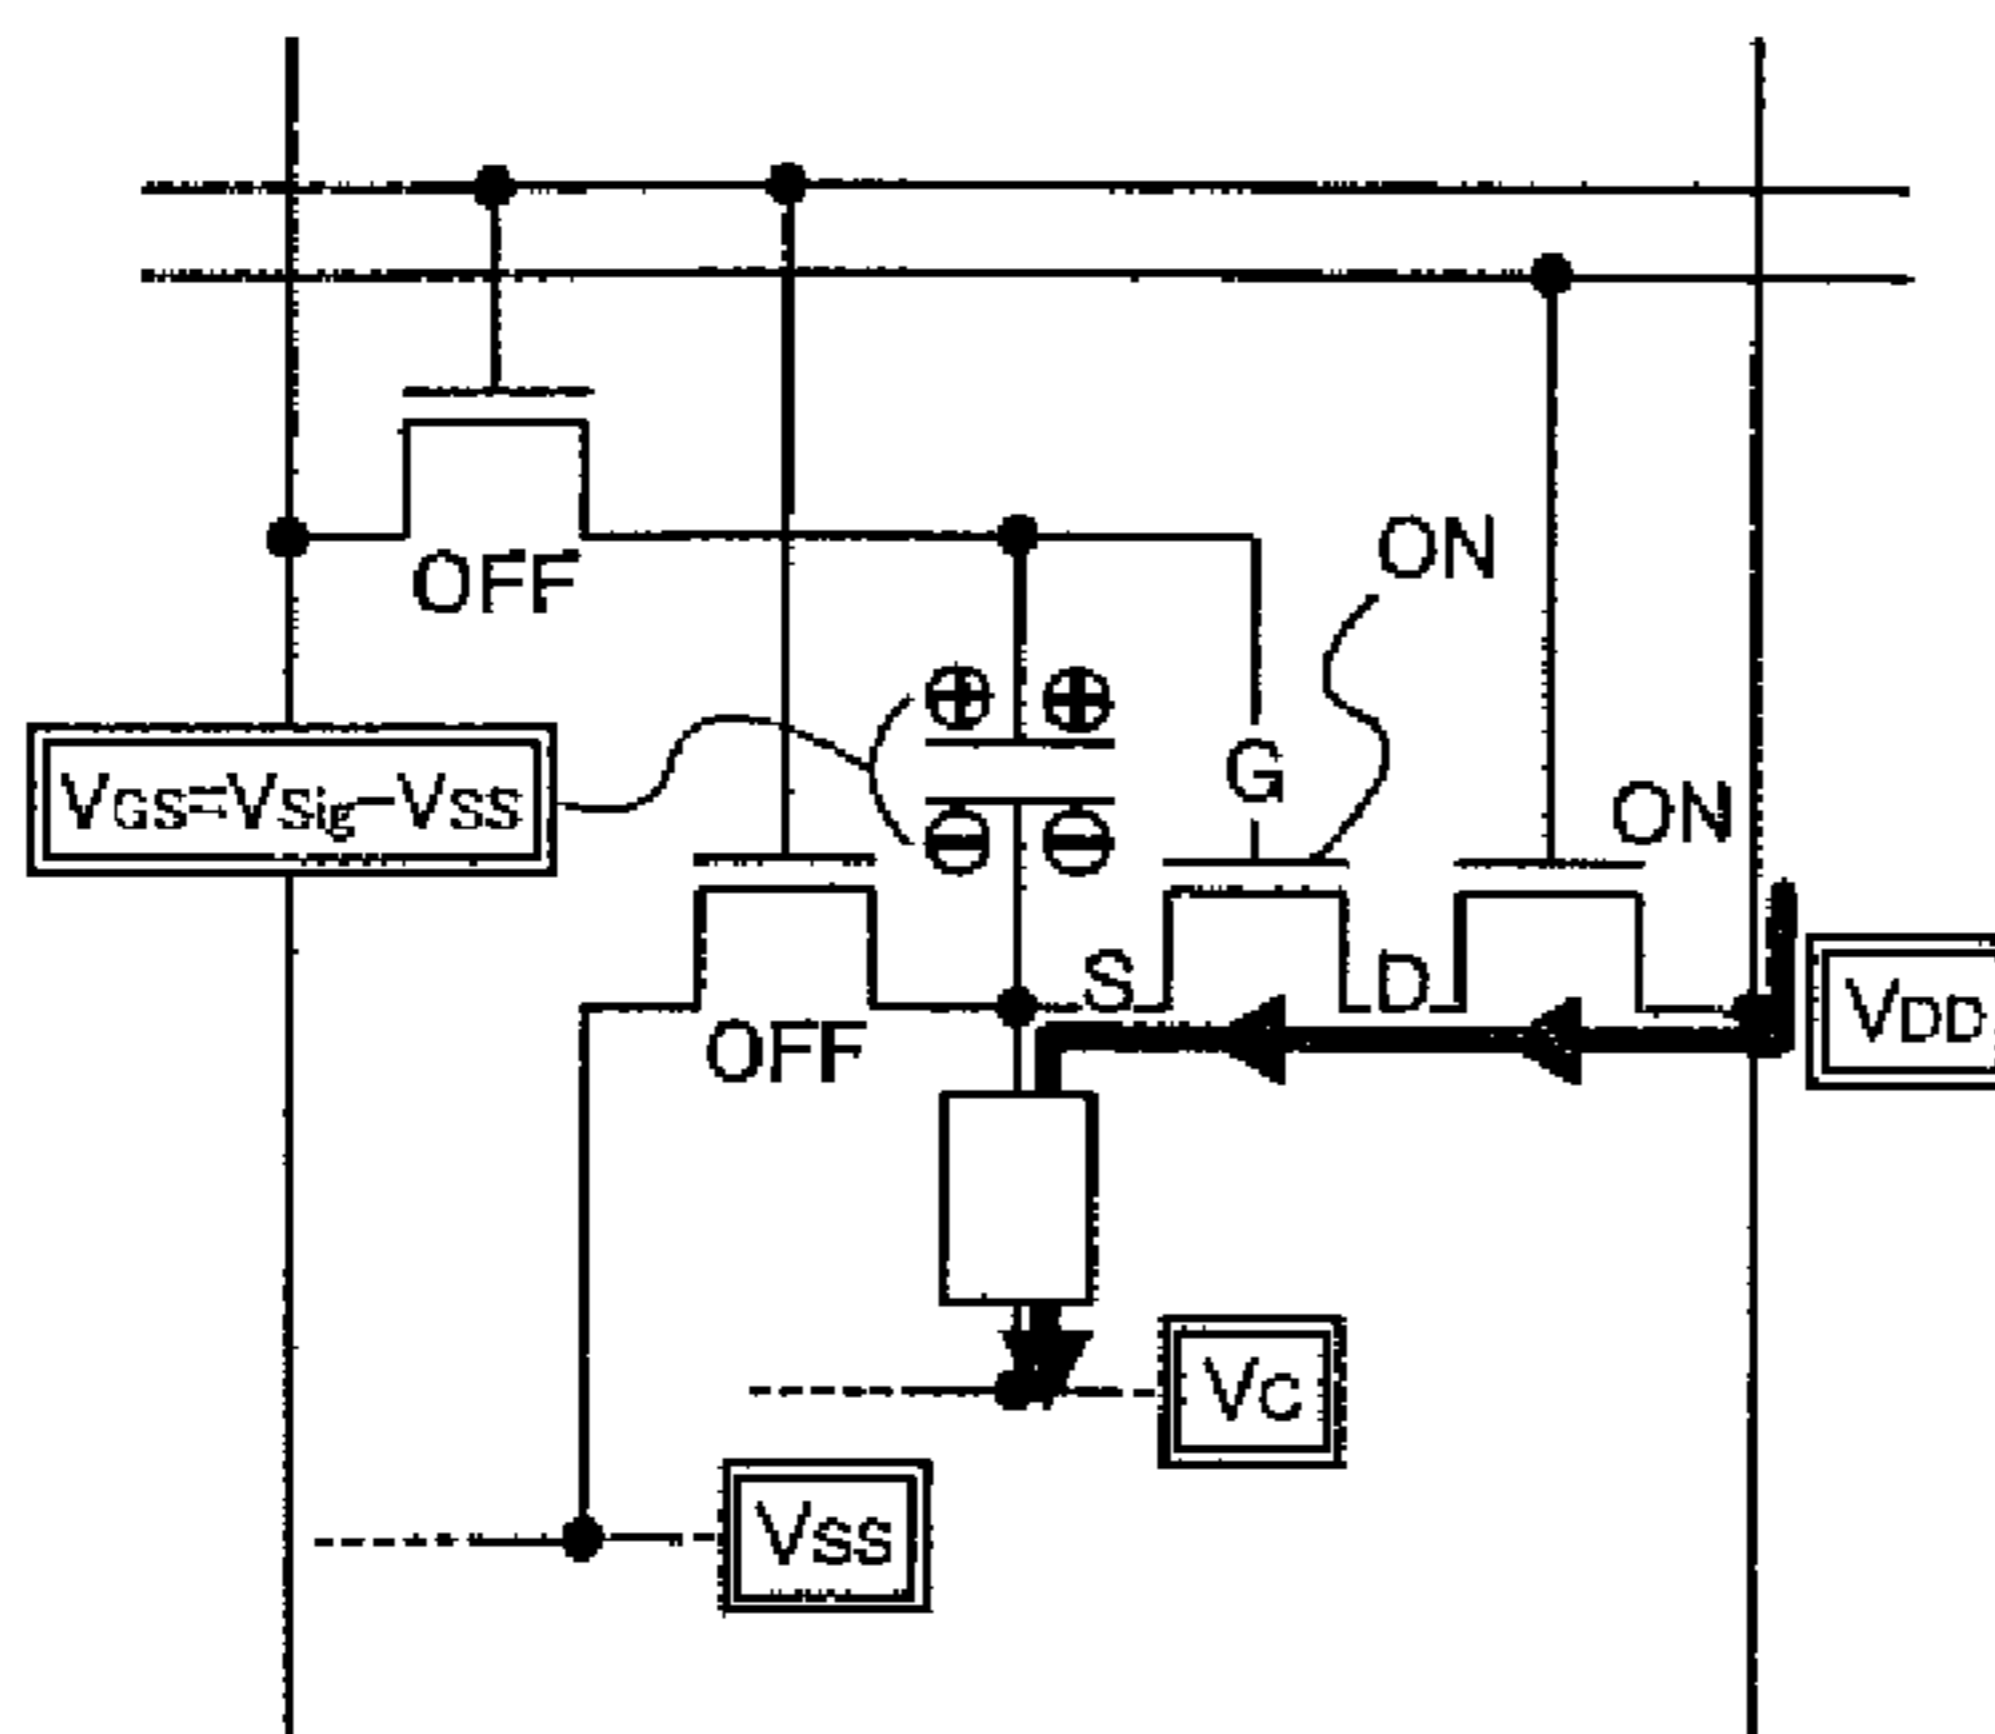 OFF
ON
⊕ ⊕
VGS=VSig−VSS
G
ON
⊖ ⊖
S
D
VDD
OFF
VC
VSS